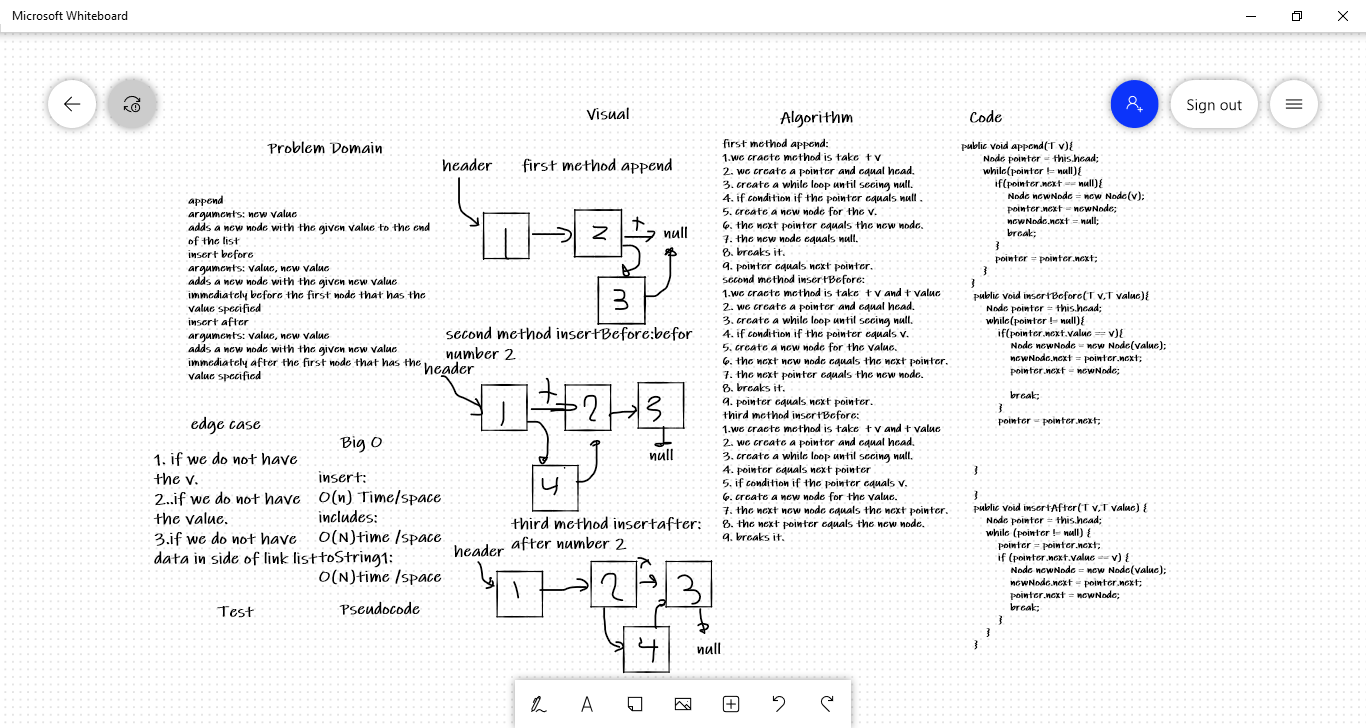 Microsoft Whiteboard
Sign out
Problem Domain
append
arguments: new value
adds a new node with the given value to the end
of the list
insert before
arguments: value, new value
adds a new node with the given new value
immediately before the first node that has the
value specified
insert after
arguments: value, new value
adds a new node with the given new value
immediately after the first node that has the
value specified
edge case
1. if we do not have
the v.
2..if we do not have
the value.
3.if we do not have
data in side of link list
Big O
insert:
O(n) Time/space
includes:
O(N)time /space
toString1:
O(N)time /space
Test
Pseudocode
Visual
header
first method append
1
2
null
3
second method insertBefore:befor
number 2
header
1
2
3
null
4
third method insertafter:
after number 2
header
1
2
3
4
null
Algorithm
first method append:
1.we craete method is take t v
2. we create a pointer and equal head.
3. create a while loop until seeing null.
4. if condition if the pointer equals null .
5. create a new node for the v.
6. the next pointer equals the new node.
7. the new node equals null.
8. breaks it.
9. pointer equals next pointer.
second method insertBefore:
1.we craete method is take t v and t value
2. we create a pointer and equal head.
3. create a while loop until seeing null.
4. if condition if the pointer equals v.
5. create a new node for the value.
6. the next new node equals the next pointer.
7. the next pointer equals the new node.
8. breaks it.
9. pointer equals next pointer.
third method insertBefore:
1.we craete method is take t v and t value
2. we create a pointer and equal head.
3. create a while loop until seeing null.
4. pointer equals next pointer
5. if condition if the pointer equals v.
6. create a new node for the value.
7. the next new node equals the next pointer.
8. the next pointer equals the new node.
9. breaks it.
Code
public void append(T v){
Node pointer = this.head;
while(pointer != null){
if(pointer.next == null){
Node newNode = new Node(v);
pointer.next = newNode;
newNode.next = null;
break;
}
pointer = pointer.next;
}
}
public void insertBefore(T v,T value){
Node pointer = this.head;
while(pointer != null){
if(pointer.next.value == v){
Node newNode = new Node(value);
newNode.next = pointer.next;
pointer.next = newNode;
break;
}
pointer = pointer.next;
}
}
public void insertAfter(T v,T value) {
Node pointer = this.head;
while (pointer != null) {
pointer = pointer.next;
if (pointer.next.value == v) {
Node newNode = new Node(value);
newNode.next = pointer.next;
pointer.next = newNode;
break;
}
}
}